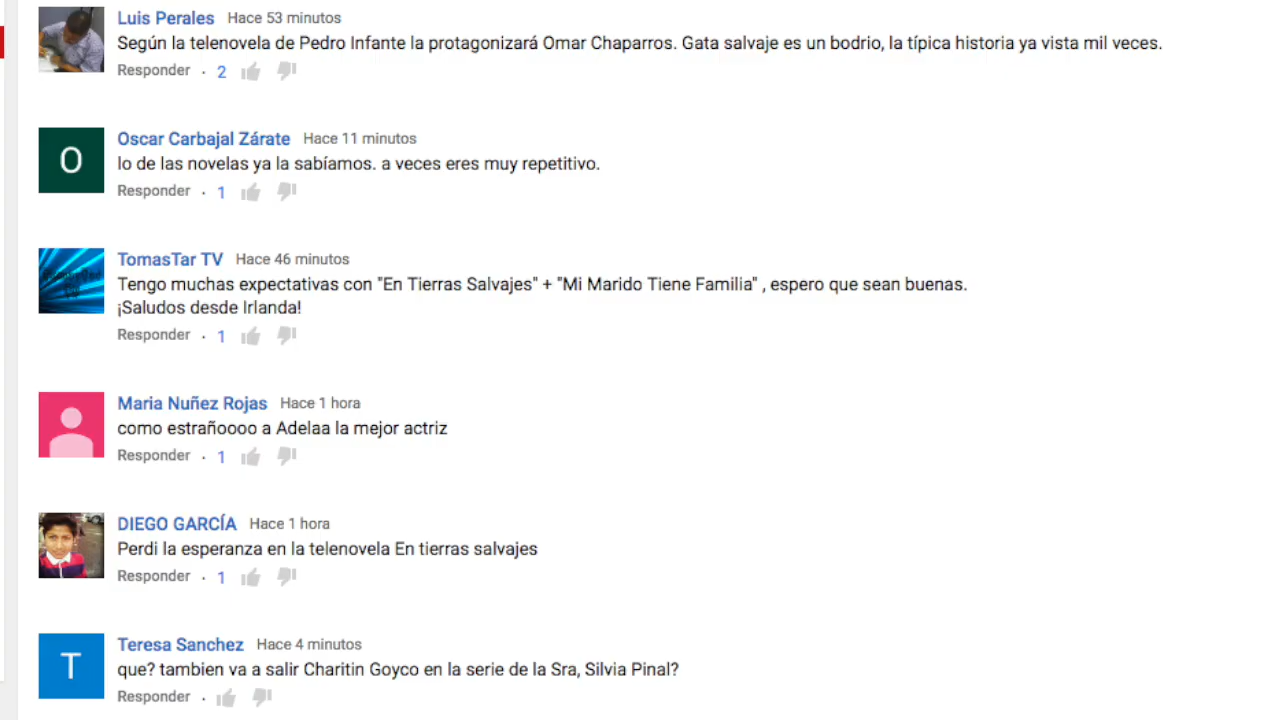 Luis Perales Hace 53 minutos
Según la telenovela de Pedro Infante la protagonizará Omar Chaparros. Gata salvaje es un bodrio, la típica historia ya vista mil veces.
Responder · 2
O
Oscar Carbajal Zárate Hace 11 minutos
lo de las novelas ya la sabíamos. a veces eres muy repetitivo.
Responder · 1
TomasTar TV Hace 46 minutos
Tengo muchas expectativas con "En Tierras Salvajes" + "Mi Marido Tiene Familia" , espero que sean buenas.
¡Saludos desde Irlanda!
Responder · 1
Maria Nuñez Rojas Hace 1 hora
como estrañoooo a Adelaa la mejor actriz
Responder · 1
DIEGO GARCÍA Hace 1 hora
Perdi la esperanza en la telenovela En tierras salvajes
Responder · 1
T
Teresa Sanchez Hace 4 minutos
que? tambien va a salir Charitin Goyco en la serie de la Sra, Silvia Pinal?
Responder ·